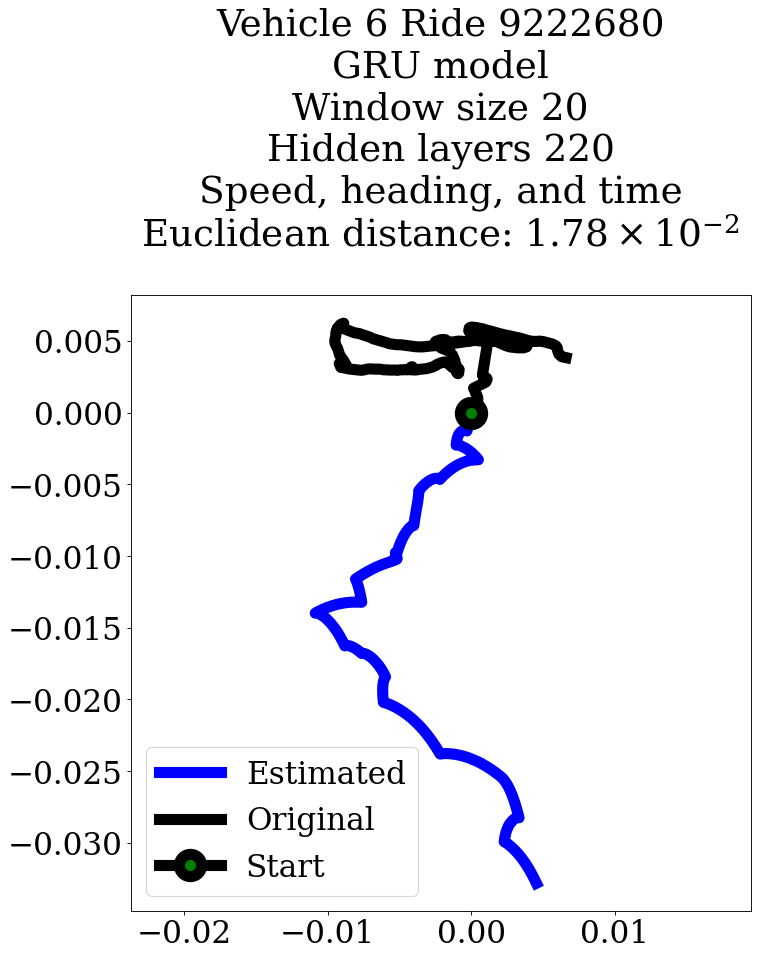 Vehicle 6 Ride 9222680
GRU model
Window size 20
Hidden layers 220
Speed, heading, and time
Euclidean distance: 1.78 × 10⁻²
0.005
0.000
−0.005
−0.010
−0.015
−0.020
−0.025
−0.030
Estimated
Original
Start
−0.02 −0.01 0.00 0.01